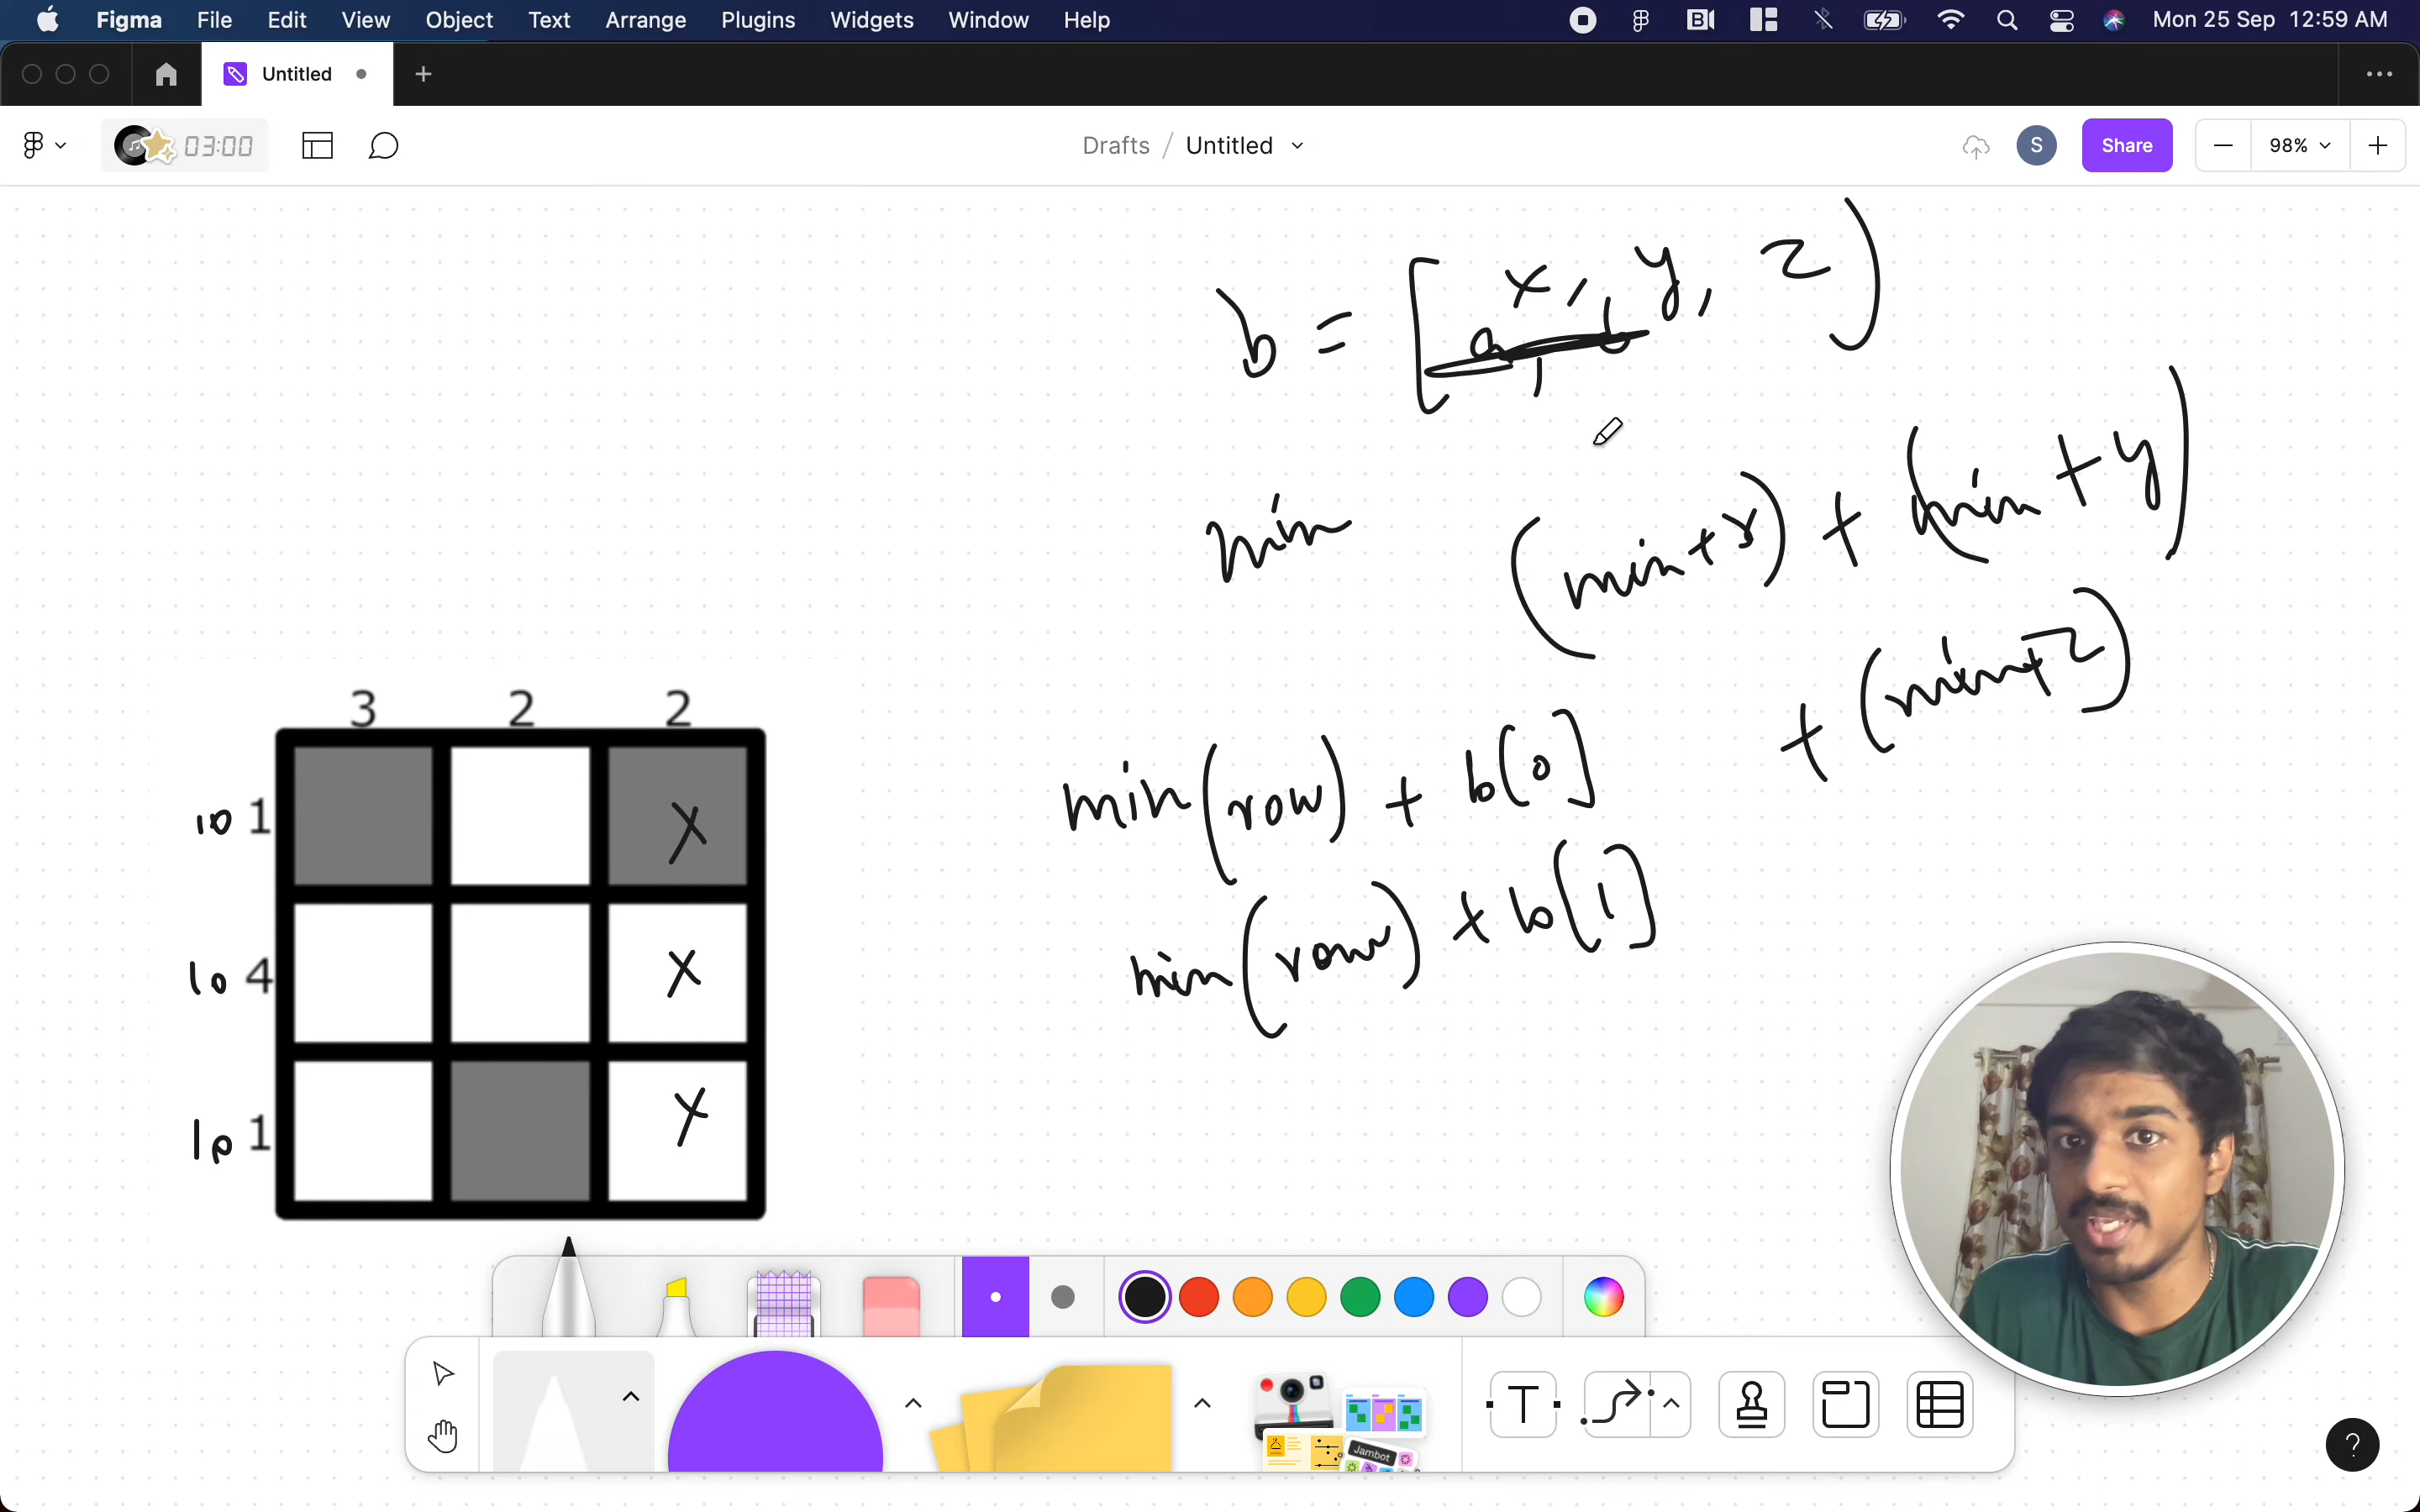 Figma File Edit View Object Text Arrange Plugins Widgets Window Help Mon 25 Sep 12:59 AM
Untitled
03:00 Drafts / Untitled S Share 98%
b = [x, y, z)
a, b
min (min + x) + (min + y)
+ (min + z)
3 2 2
min(row) + b[0]
10 1 X
min(row) + b[1]
10 4 X
10 1 X
T
Jambot
?